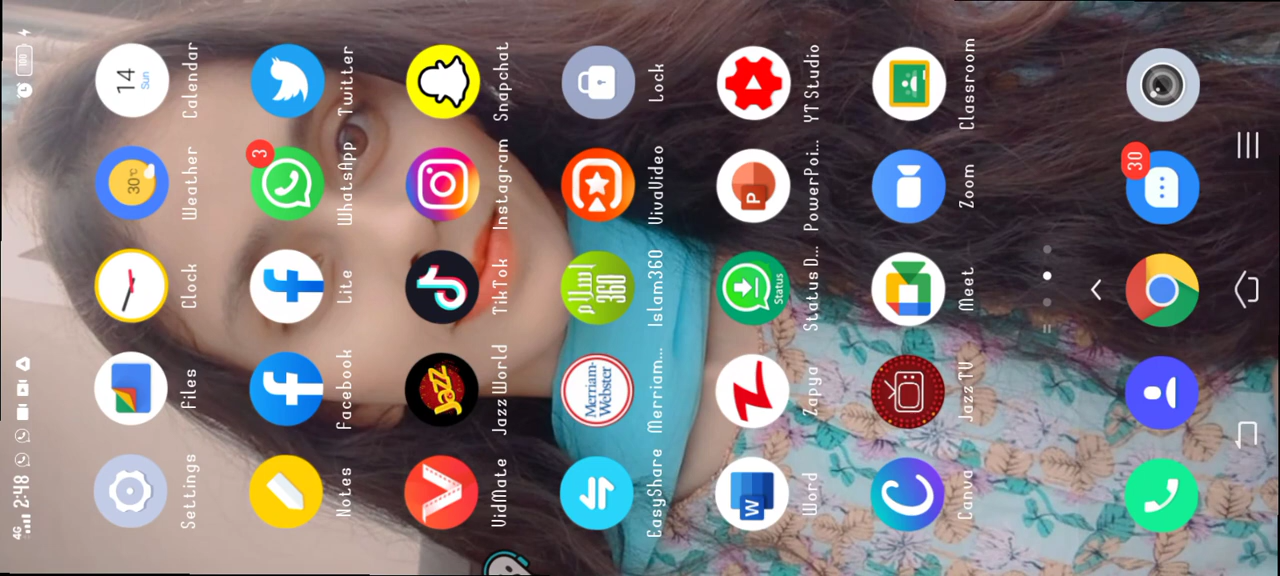 4G 2:48 100
Settings Files Clock Weather 30°C Calendar 14 Sun
Notes Facebook Lite WhatsApp 3 Twitter
VidMate Jazz World Jazz TikTok Instagram Snapchat
EasyShare Merriam... Merriam-Webster Islam360 اسلام 360 VivaVideo Lock
Word W Zapya Status D... Status PowerPoi... P YT Studio
Canva Jazz TV Meet Zoom Classroom
30